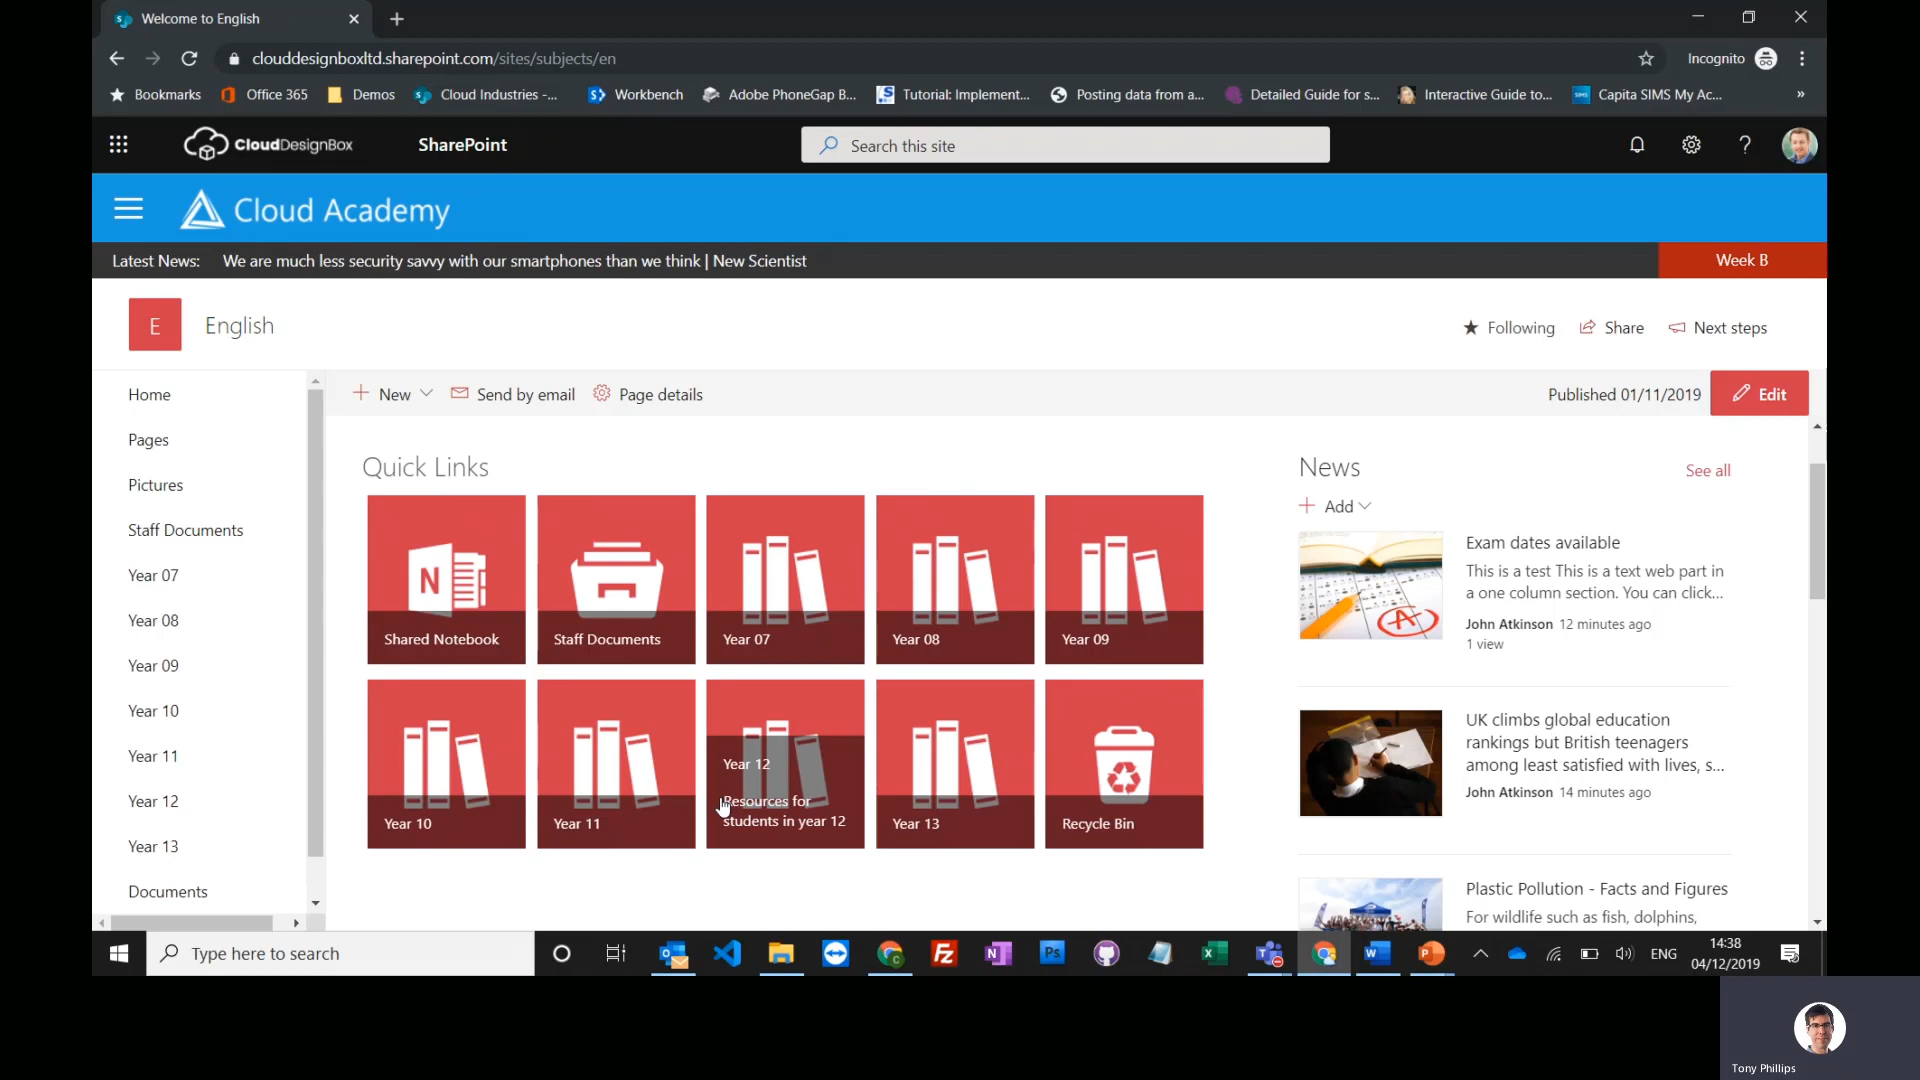 Welcome to English
clouddesignboxltd.sharepoint.com/sites/subjects/en
Incognito
Bookmarks
Office 365
Demos
Cloud Industries -...
Workbench
Adobe PhoneGap B...
Tutorial: Implement...
Posting data from a...
Detailed Guide for s...
Interactive Guide to...
Capita SIMS My Ac...
»
CloudDesignBox
SharePoint
Search this site
Cloud Academy
Latest News: We are much less security savvy with our smartphones than we think | New Scientist
Week B
E
English
Following
Share
Next steps
Home
Pages
Pictures
Staff Documents
Year 07
Year 08
Year 09
Year 10
Year 11
Year 12
Year 13
Documents
New
Send by email
Page details
Published 01/11/2019
Edit
Quick Links
Shared Notebook
Staff Documents
Year 07
Year 08
Year 09
Year 10
Year 11
Year 12
Resources for
students in year 12
Year 13
Recycle Bin
News
See all
Add
Exam dates available
This is a test This is a text web part in
a one column section. You can click...
John Atkinson 12 minutes ago
1 view
UK climbs global education
rankings but British teenagers
among least satisfied with lives, s...
John Atkinson 14 minutes ago
Plastic Pollution - Facts and Figures
For wildlife such as fish, dolphins,
Type here to search
ENG
14:38
04/12/2019
Tony Phillips